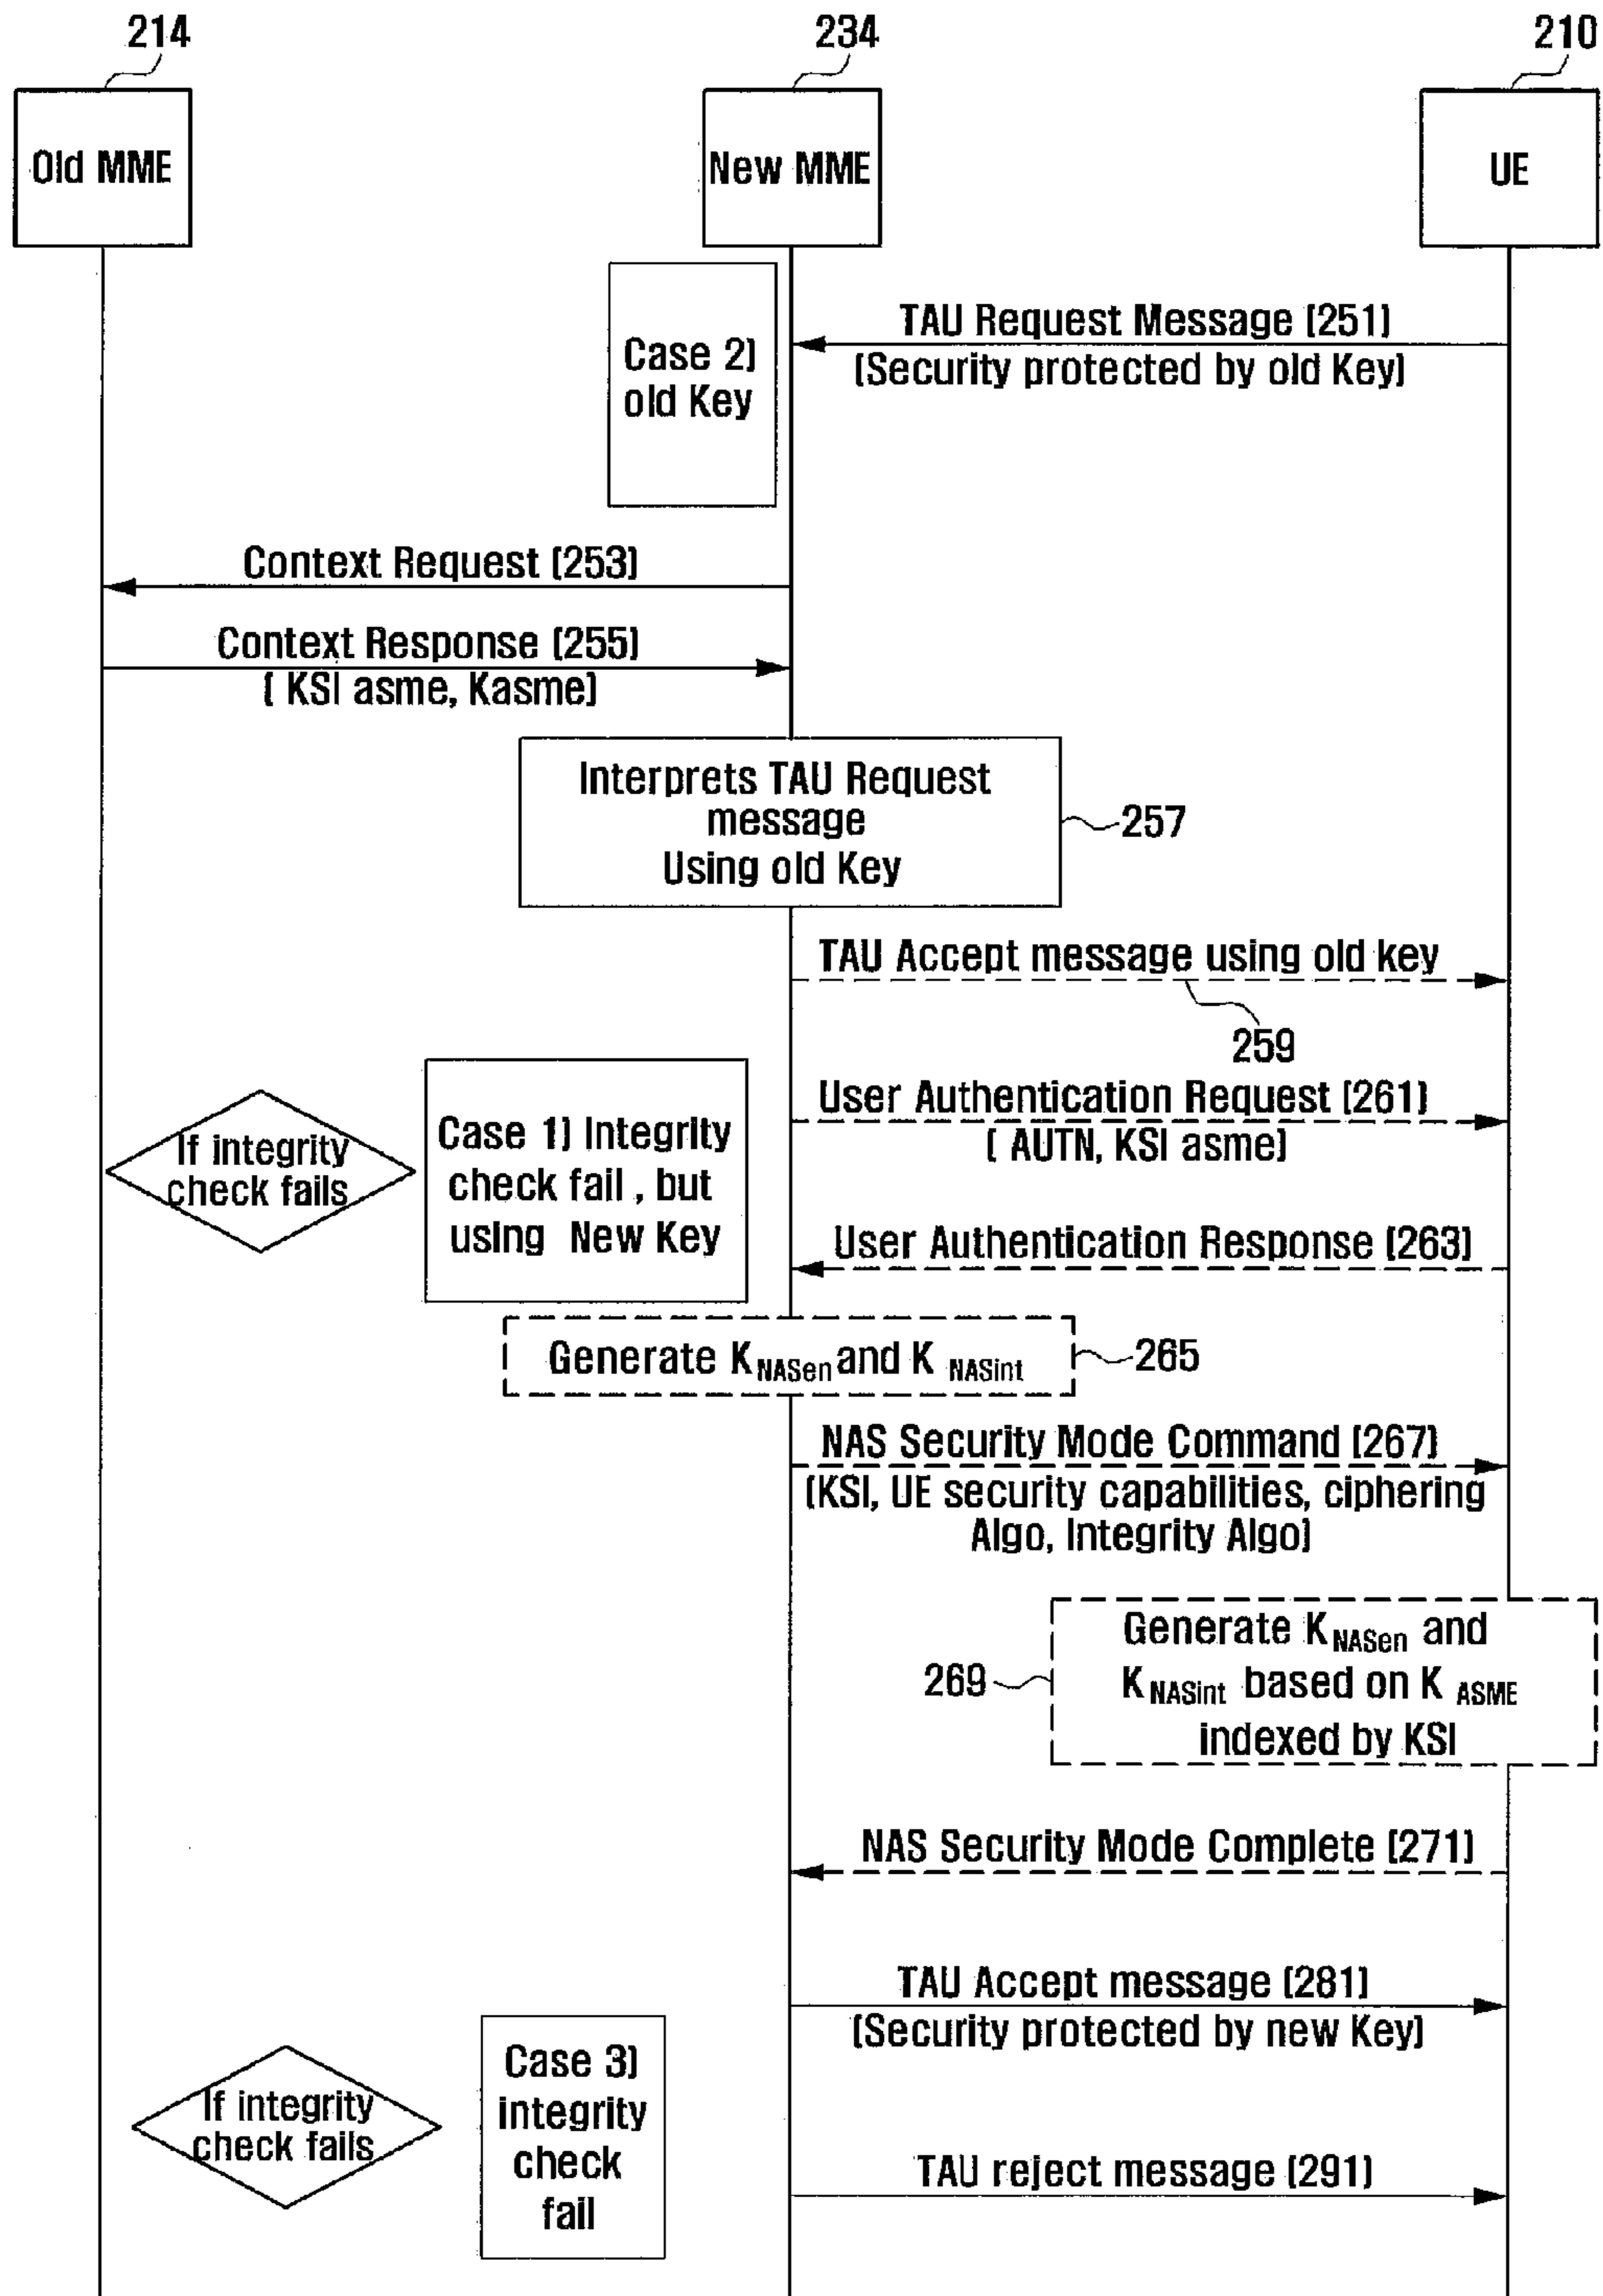 214
234
210
Old MME
New MME
UE
TAU Request Message (251)
(Security protected by old Key)
Case 2)
old Key
Context Request (253)
Context Response (255)
( KSI asme, Kasme)
Interprets TAU Request
message
Using old Key
257
TAU Accept message using old key
259
If integrity
check fails
Case 1) Integrity
check fail , but
using New Key
User Authentication Request (261)
( AUTN, KSI asme)
User Authentication Response (263)
Generate K NASen and K NASint
265
NAS Security Mode Command (267)
(KSI, UE security capabilities, ciphering
Algo, Integrity Algo)
Generate K NASen and
K NASint based on K ASME
indexed by KSI
269
NAS Security Mode Complete (271)
TAU Accept message (281)
(Security protected by new Key)
If integrity
check fails
Case 3)
integrity
check
fail
TAU reject message (291)